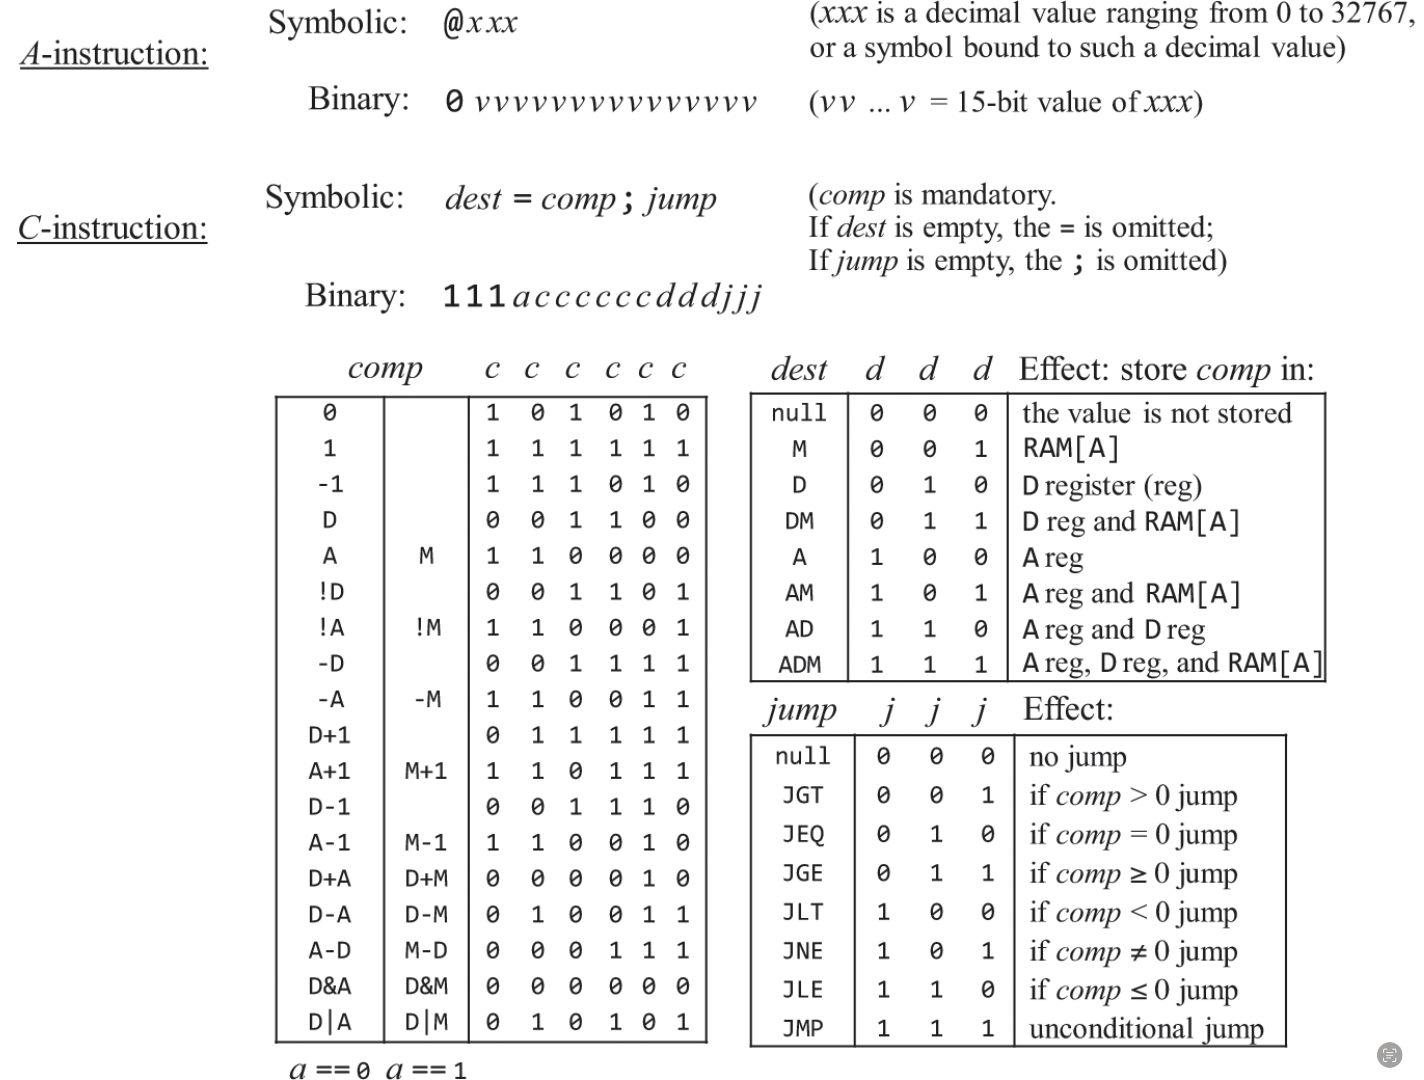 Symbolic: @xxx (xxx is a decimal value ranging from 0 to 32767,
A-instruction: or a symbol bound to such a decimal value)
Binary: 0 vvvvvvvvvvvvvvv (vv ... v = 15-bit value of xxx)
Symbolic: dest = comp ; jump (comp is mandatory.
C-instruction: If dest is empty, the = is omitted;
If jump is empty, the ; is omitted)
Binary: 111accccccdddjjj
comp c c c c c c
0 1 0 1 0 1 0
1 1 1 1 1 1 1
-1 1 1 1 0 1 0
D 0 0 1 1 0 0
A M 1 1 0 0 0 0
!D 0 0 1 1 0 1
!A !M 1 1 0 0 0 1
-D 0 0 1 1 1 1
-A -M 1 1 0 0 1 1
D+1 0 1 1 1 1 1
A+1 M+1 1 1 0 1 1 1
D-1 0 0 1 1 1 0
A-1 M-1 1 1 0 0 1 0
D+A D+M 0 0 0 0 1 0
D-A D-M 0 1 0 0 1 1
A-D M-D 0 0 0 1 1 1
D&A D&M 0 0 0 0 0 0
D|A D|M 0 1 0 1 0 1
a == 0 a == 1
dest d d d Effect: store comp in:
null 0 0 0 the value is not stored
M 0 0 1 RAM[A]
D 0 1 0 D register (reg)
DM 0 1 1 D reg and RAM[A]
A 1 0 0 A reg
AM 1 0 1 A reg and RAM[A]
AD 1 1 0 A reg and D reg
ADM 1 1 1 A reg, D reg, and RAM[A]
jump j j j Effect:
null 0 0 0 no jump
JGT 0 0 1 if comp > 0 jump
JEQ 0 1 0 if comp = 0 jump
JGE 0 1 1 if comp ≥ 0 jump
JLT 1 0 0 if comp < 0 jump
JNE 1 0 1 if comp ≠ 0 jump
JLE 1 1 0 if comp ≤ 0 jump
JMP 1 1 1 unconditional jump